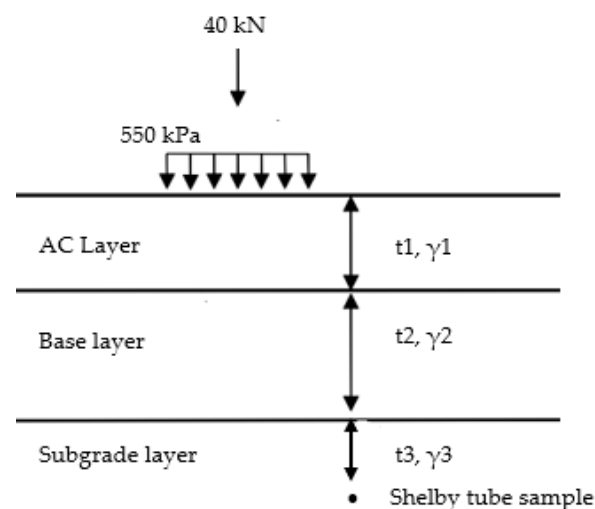 40 kN
550 kPa
AC Layer
t1, γ1
Base layer
t2, γ2
Subgrade layer
t3, γ3
Shelby tube sample